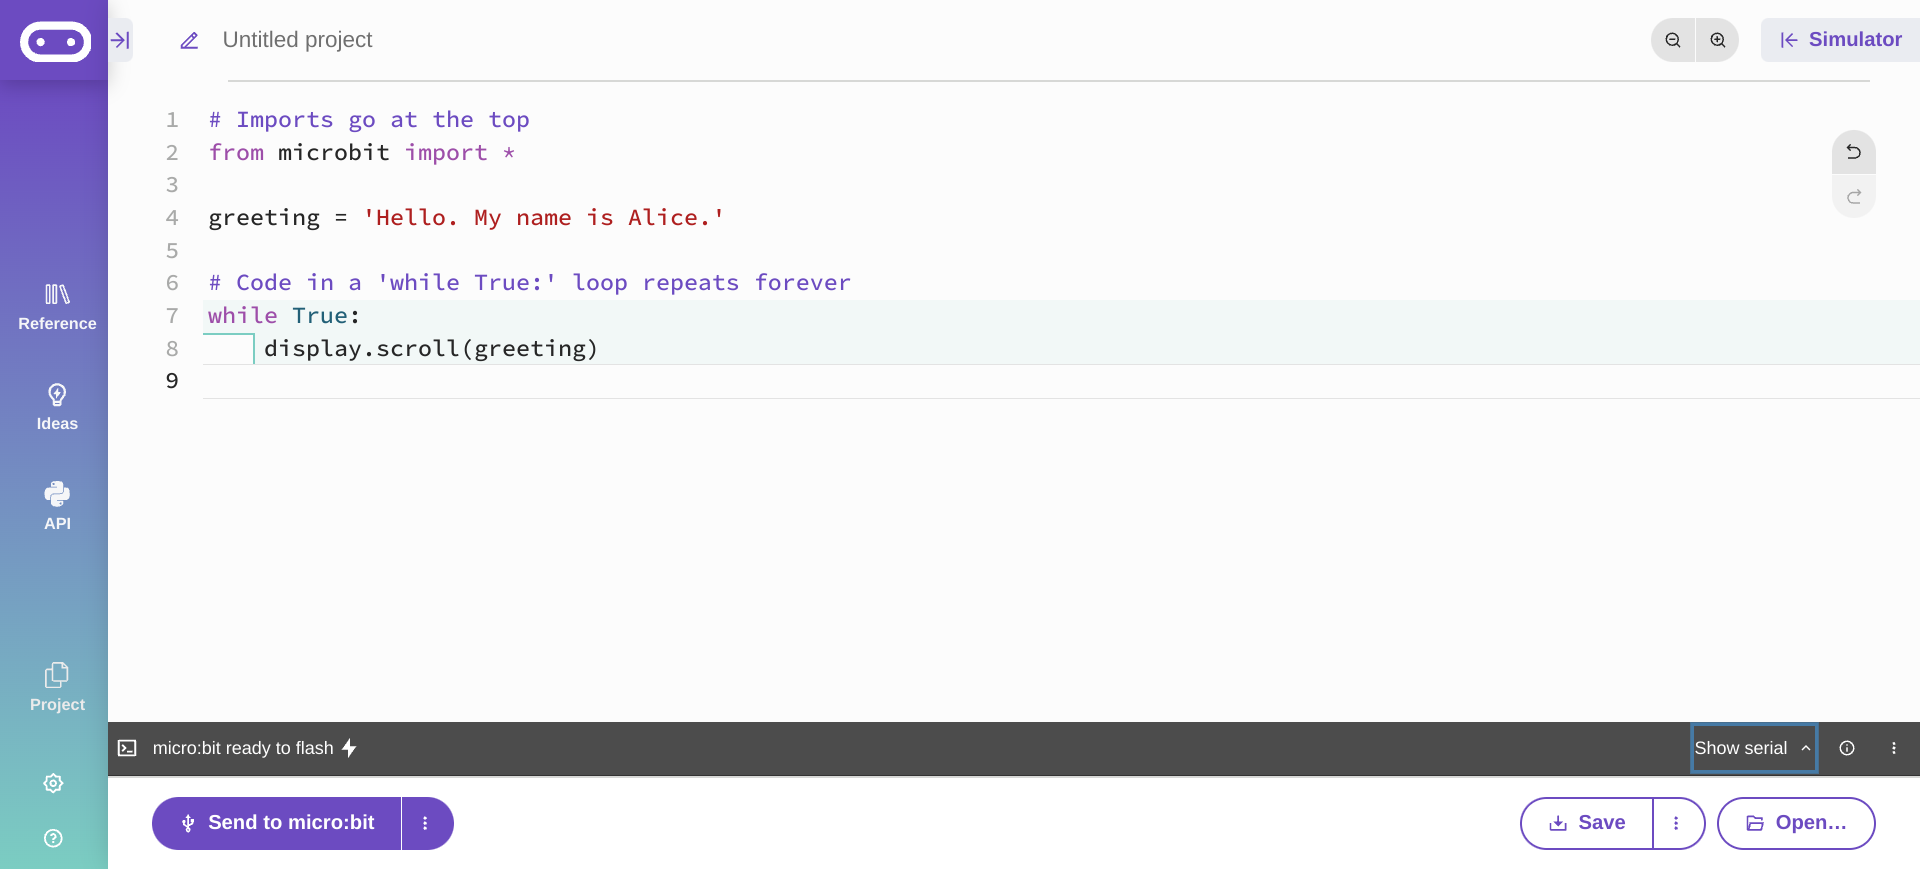 Untitled project
Simulator
1 # Imports go at the top
2 from microbit import *
3
4 greeting = 'Hello. My name is Alice.'
5
6 # Code in a 'while True:' loop repeats forever
7 while True:
8     display.scroll(greeting)
9
Reference
Ideas
API
Project
micro:bit ready to flash
Show serial
Send to micro:bit
Save
Open…